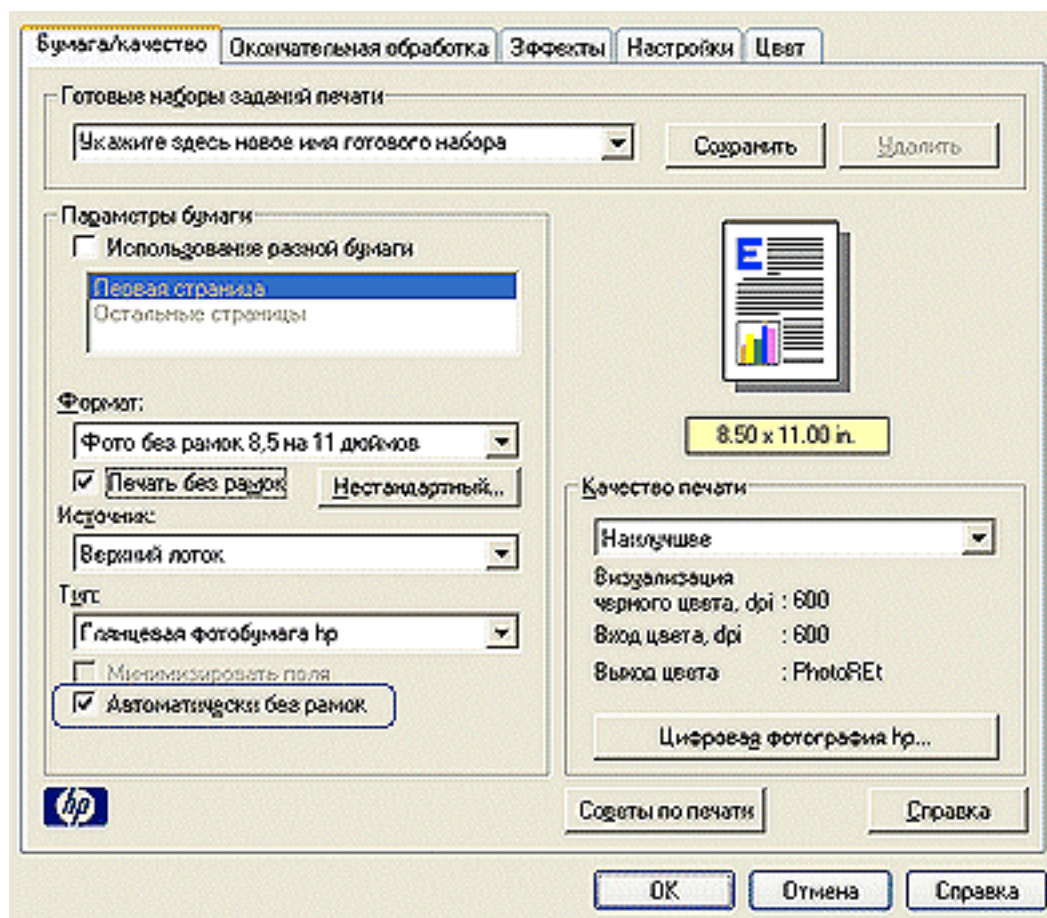 Бумага/качество
Окончательная обработка
Эффекты
Настройки
Цвет
Готовые наборы заданий печати
Укажите здесь новое имя готового набора
Сохранить
Удалить
Параметры бумаги
Использование разной бумаги
Первая страница
Остальные страницы
E
8.50 x 11.00 in.
Формат:
Фото без рамок 8,5 на 11 дюймов
Печать без рамок
Нестандартный...
Источник:
Верхний лоток
Тип:
Глянцевая фотобумага hp
Минимизировать поля
Автоматически без рамок
Качество печати
Наилучшее
Визуализация
черного цвета, dpi : 600
Вход цвета, dpi : 600
Выход цвета : PhotoREt
Цифровая фотография hp...
hp
Советы по печати
Справка
OK
Отмена
Справка